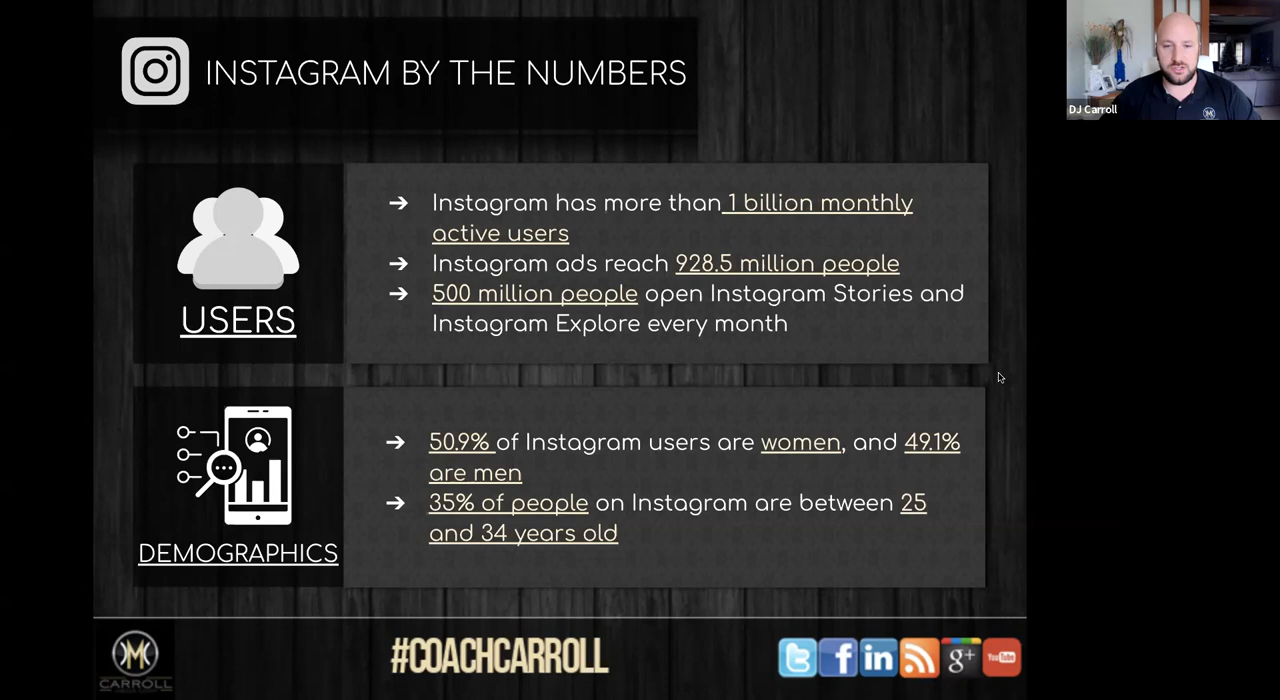 INSTAGRAM BY THE NUMBERS
DJ Carroll
➔ Instagram has more than 1 billion monthly
active users
➔ Instagram ads reach 928.5 million people
➔ 500 million people open Instagram Stories and
Instagram Explore every month
USERS
➔ 50.9% of Instagram users are women, and 49.1%
are men
➔ 35% of people on Instagram are between 25
and 34 years old
DEMOGRAPHICS
CARROLL
#COACHCARROLL
in
g+
YouTube